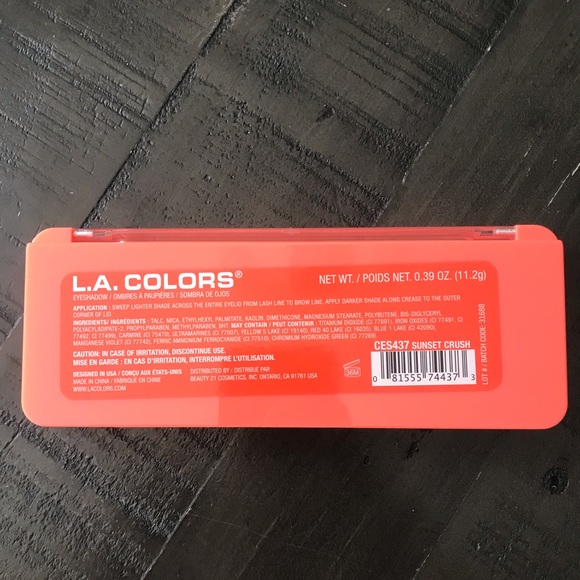 L.A. COLORS®
EYESHADOW / OMBRES À PAUPIÈRES / SOMBRA DE OJOS
NET WT. / POIDS NET. 0.39 OZ. (11.2g)
APPLICATION : SWEEP LIGHTER SHADE ACROSS THE ENTIRE EYELID FROM LASH LINE TO BROW LINE. APPLY DARKER SHADE ALONG CREASE TO THE OUTER
CORNER OF LID
INGREDIENTS/ INGRÉDIENTS : TALC, MICA, ETHYLHEXYL PALMITATE, KAOLIN, DIMETHICONE, MAGNESIUM STEARATE, POLYBUTENE, BIS-DIGLYCERYL
POLYACYLADIPATE-2, PROPYLPARABEN, METHYLPARABEN, BHT. MAY CONTAIN / PEUT CONTENIR : TITANIUM DIOXIDE (CI 77891), IRON OXIDES (CI 77491, CI
77492, CI 77499), CARMINE (CI 75470), ULTRAMARINES (CI 77007), YELLOW 5 LAKE (CI 19140), RED 40 LAKE (CI 16035), BLUE 1 LAKE (CI 42090),
MANGANESE VIOLET (CI 77742), FERRIC AMMONIUM FERROCYANIDE (CI 77510), CHROMIUM HYDROXIDE GREEN (CI 77289)
CAUTION: IN CASE OF IRRITATION, DISCONTINUE USE.
MISE EN GARDE : EN CAS D'IRRITATION, INTERROMPRE L'UTILISATION.
DESIGNED IN USA / CONÇU AUX ÉTATS-UNIS
MADE IN CHINA / FABRIQUÉ EN CHINE
WWW.LACOLORS.COM
DISTRIBUTED BY / DISTRIBUÉ PAR
BEAUTY 21 COSMETICS, INC. ONTARIO, CA 91761 USA
36M
CES437 SUNSET CRUSH
0 81555 74437 3
LOT # / BATCH CODE: 31688